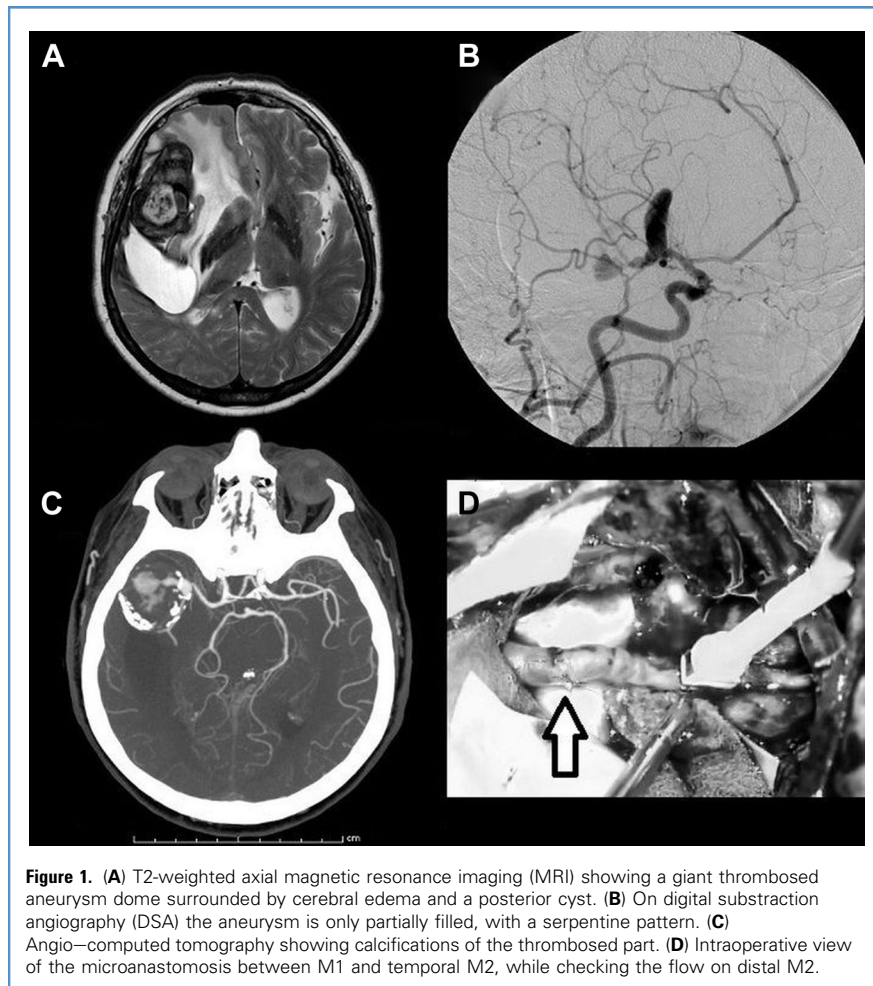 A
B
C
D
cm
Figure 1. (A) T2-weighted axial magnetic resonance imaging (MRI) showing a giant thrombosed
aneurysm dome surrounded by cerebral edema and a posterior cyst. (B) On digital substraction
angiography (DSA) the aneurysm is only partially filled, with a serpentine pattern. (C)
Angio−computed tomography showing calcifications of the thrombosed part. (D) Intraoperative view
of the microanastomosis between M1 and temporal M2, while checking the flow on distal M2.